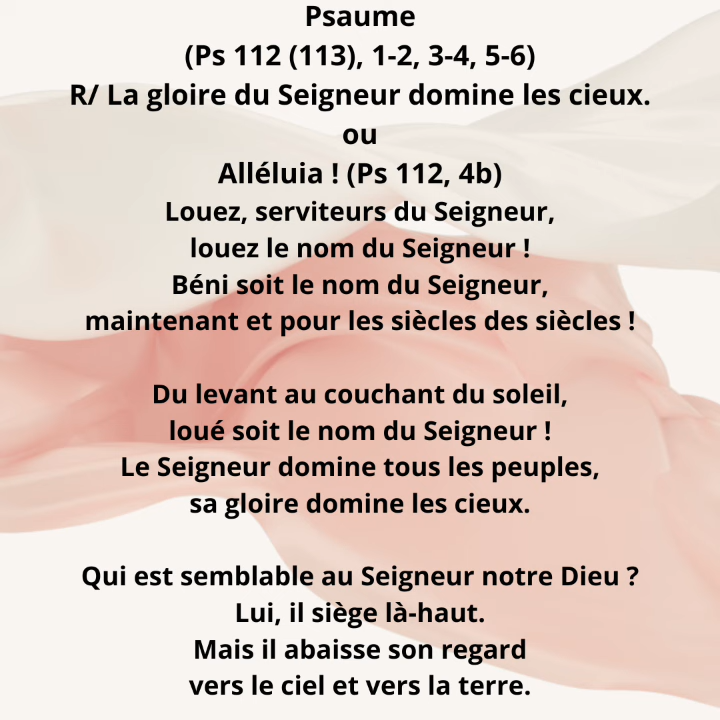 Psaume
(Ps 112 (113), 1-2, 3-4, 5-6)
R/ La gloire du Seigneur domine les cieux.
ou
Alléluia ! (Ps 112, 4b)
Louez, serviteurs du Seigneur,
louez le nom du Seigneur !
Béni soit le nom du Seigneur,
maintenant et pour les siècles des siècles !
Du levant au couchant du soleil,
loué soit le nom du Seigneur !
Le Seigneur domine tous les peuples,
sa gloire domine les cieux.
Qui est semblable au Seigneur notre Dieu ?
Lui, il siège là-haut.
Mais il abaisse son regard
vers le ciel et vers la terre.